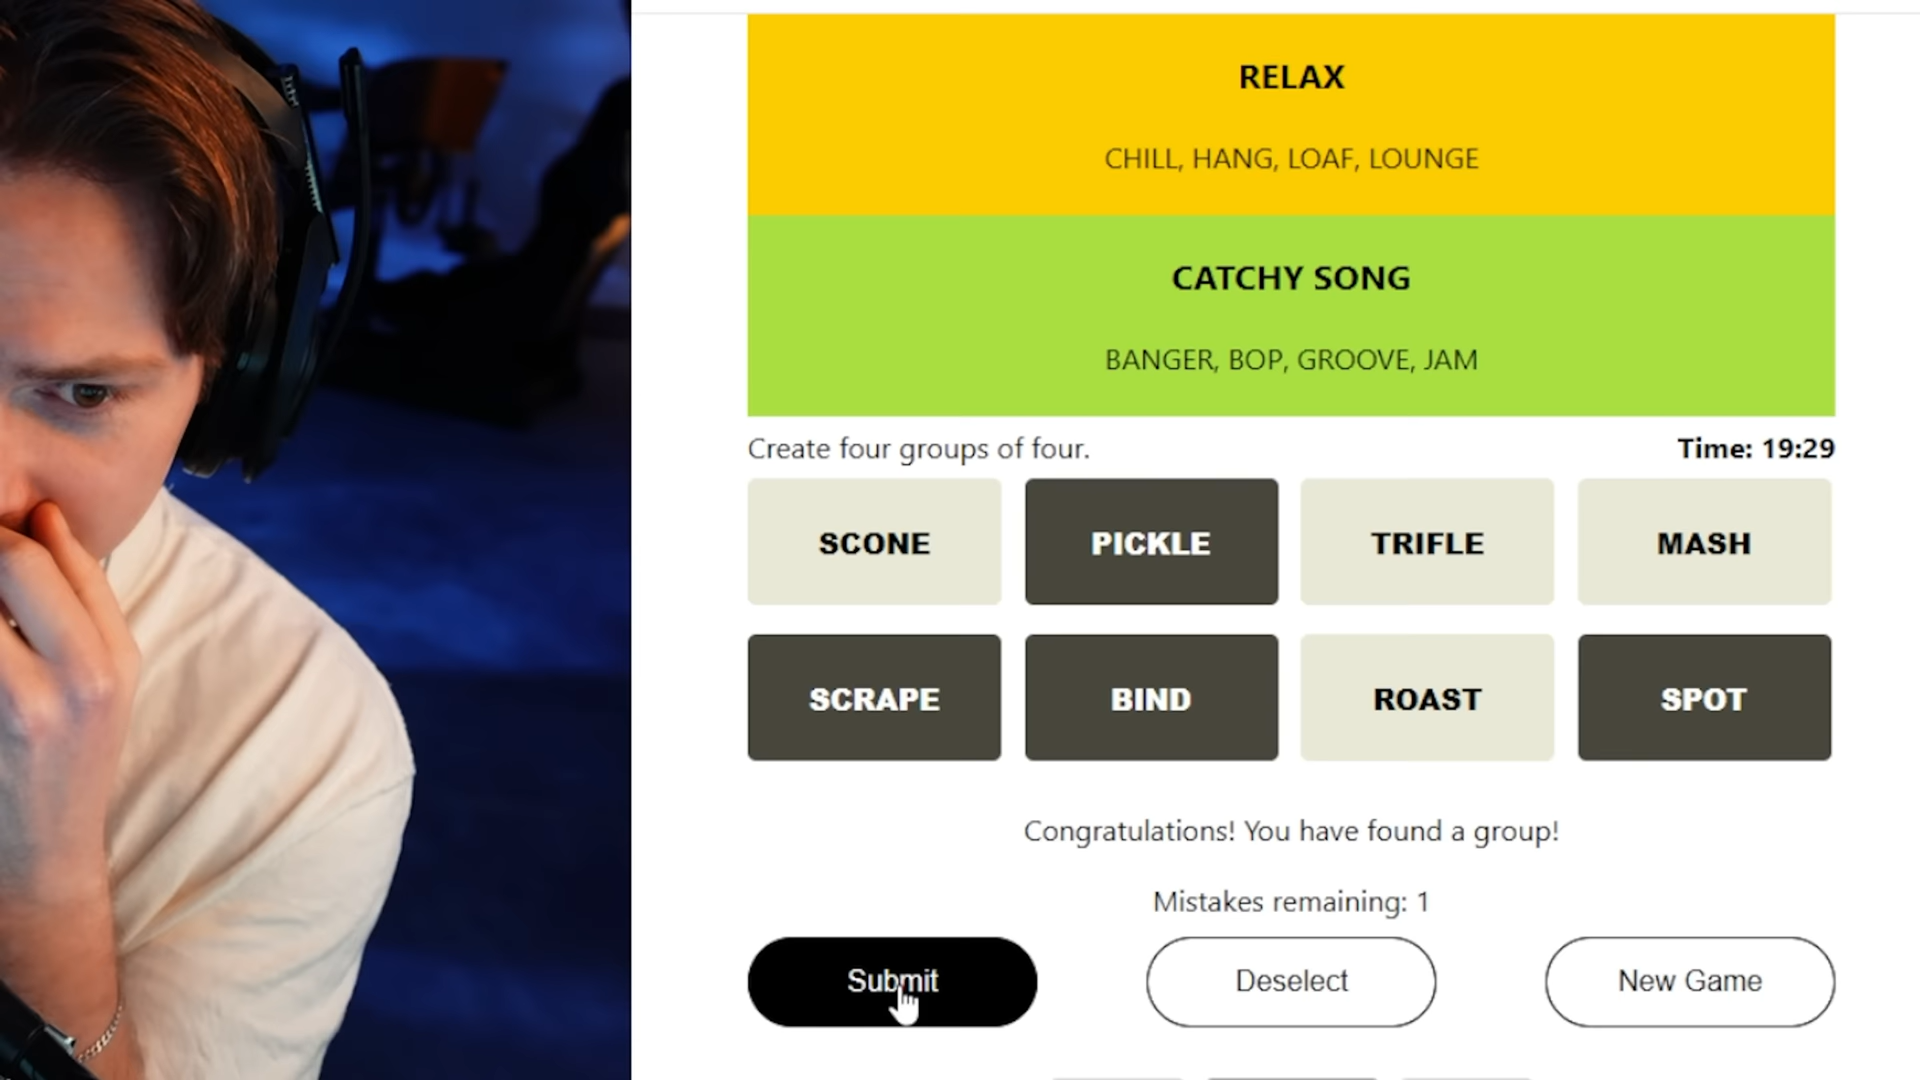 RELAX
CHILL, HANG, LOAF, LOUNGE
CATCHY SONG
BANGER, BOP, GROOVE, JAM
Create four groups of four.
Time: 19:29
SCONE PICKLE TRIFLE MASH
SCRAPE BIND ROAST SPOT
Congratulations! You have found a group!
Mistakes remaining: 1
Submit Deselect New Game